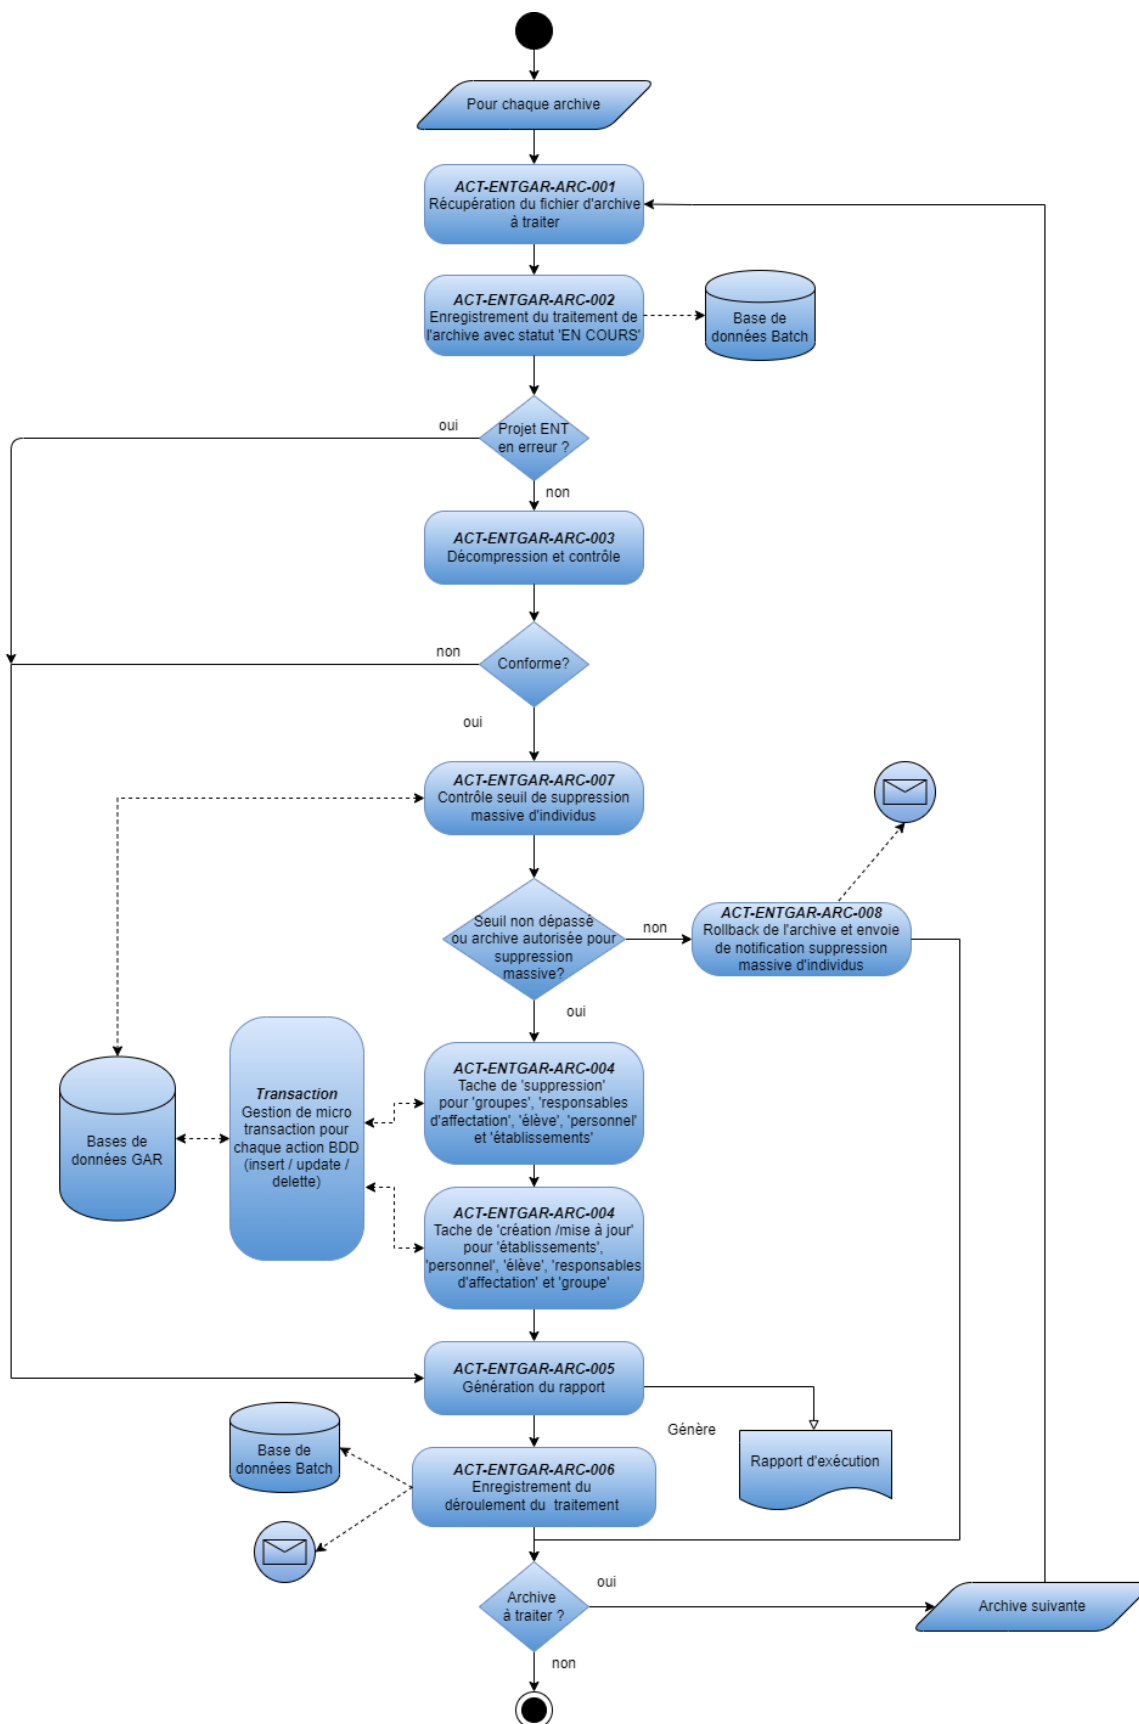 Pour chaque archive
ACT-ENTGAR-ARC-001
Récupération du fichier d'archive
à traiter
ACT-ENTGAR-ARC-002
Enregistrement du traitement de
l'archive avec statut 'EN COURS'
Base de
données Batch
oui
Projet ENT
en erreur ?
non
ACT-ENTGAR-ARC-003
Décompression et contrôle
non
Conforme?
oui
ACT-ENTGAR-ARC-007
Contrôle seuil de suppression
massive d'individus
Seuil non dépassé
ou archive autorisée pour
suppression
massive?
non
ACT-ENTGAR-ARC-008
Rollback de l'archive et envoie
de notification suppression
massive d'individus
oui
Bases de
données GAR
Transaction
Gestion de micro
transaction pour
chaque action BDD
(insert / update /
delette)
ACT-ENTGAR-ARC-004
Tache de 'suppression'
pour 'groupes', 'responsables
d'affectation', 'élève', 'personnel'
et 'établissements'
ACT-ENTGAR-ARC-004
Tache de 'création /mise à jour'
pour 'établissements',
'personnel', 'élève', 'responsables
d'affectation' et 'groupe'
ACT-ENTGAR-ARC-005
Génération du rapport
Génère
Rapport d'exécution
Base de
données Batch
ACT-ENTGAR-ARC-006
Enregistrement du
déroulement du  traitement
Archive
à traiter ?
oui
Archive suivante
non